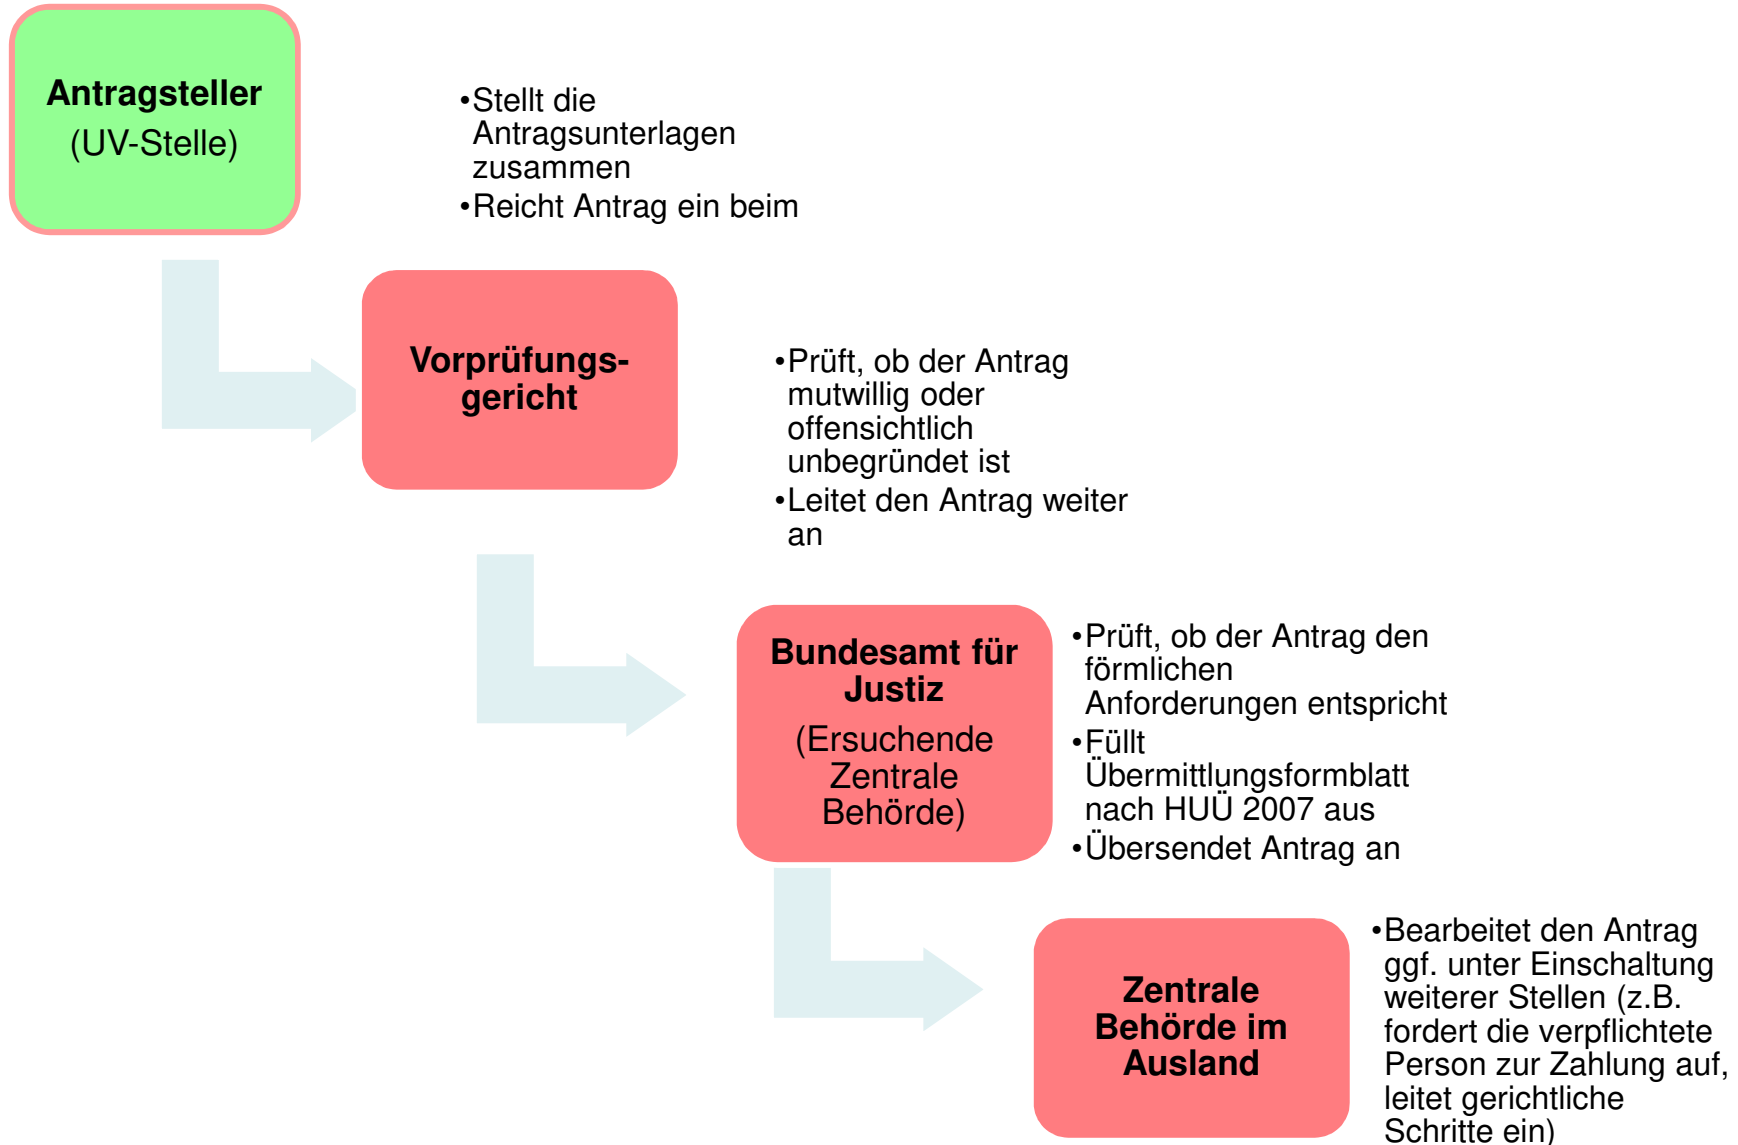 Antragsteller
(UV-Stelle)
•Stellt die
Antragsunterlagen
zusammen
•Reicht Antrag ein beim
Vorprüfungs-
gericht
•Prüft, ob der Antrag
mutwillig oder
offensichtlich
unbegründet ist
•Leitet den Antrag weiter
an
Bundesamt für
Justiz
(Ersuchende
Zentrale
Behörde)
•Prüft, ob der Antrag den
förmlichen
Anforderungen entspricht
•Füllt
Übermittlungsformblatt
nach HUÜ 2007 aus
•Übersendet Antrag an
Zentrale
Behörde im
Ausland
•Bearbeitet den Antrag
ggf. unter Einschaltung
weiterer Stellen (z.B.
fordert die verpflichtete
Person zur Zahlung auf,
leitet gerichtliche
Schritte ein)